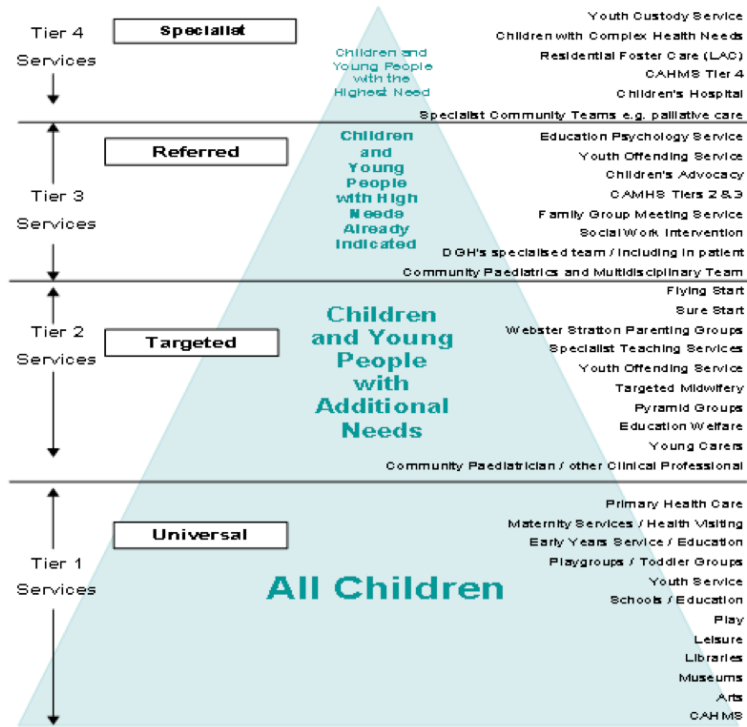 Tier 4
Services
Specialist
Children and
Young People
with the
Highest Need
Youth Custody Service
Children with Complex Health Needs
Residential Foster Care (LAC)
CAHMS Tier 4
Children's Hospital
Specialist Community Teams e.g. palliative care
Tier 3
Services
Referred
Children
and
Young
People
with High
Needs
Already
Indicated
Education Psychology Service
Youth Offending Service
Children's Advocacy
CAMHS Tiers 2 & 3
Family Group Meeting Service
Social Work Intervention
DGH's specialised team / including in patient
Community Paediatrics and Multidisciplinary Team
Tier 2
Services
Targeted
Children
and Young
People
with
Additional
Needs
Flying Start
Sure Start
Webster Stratton Parenting Groups
Specialist Teaching Services
Youth Offending Service
Targeted Midwifery
Pyramid Groups
Education Welfare
Young Carers
Community Paediatrician / other Clinical Professional
Tier 1
Services
Universal
All Children
Primary Health Care
Maternity Services / Health Visiting
Early Years Service / Education
Playgroups / Toddler Groups
Youth Service
Schools / Education
Play
Leisure
Libraries
Museums
Arts
CAHMS